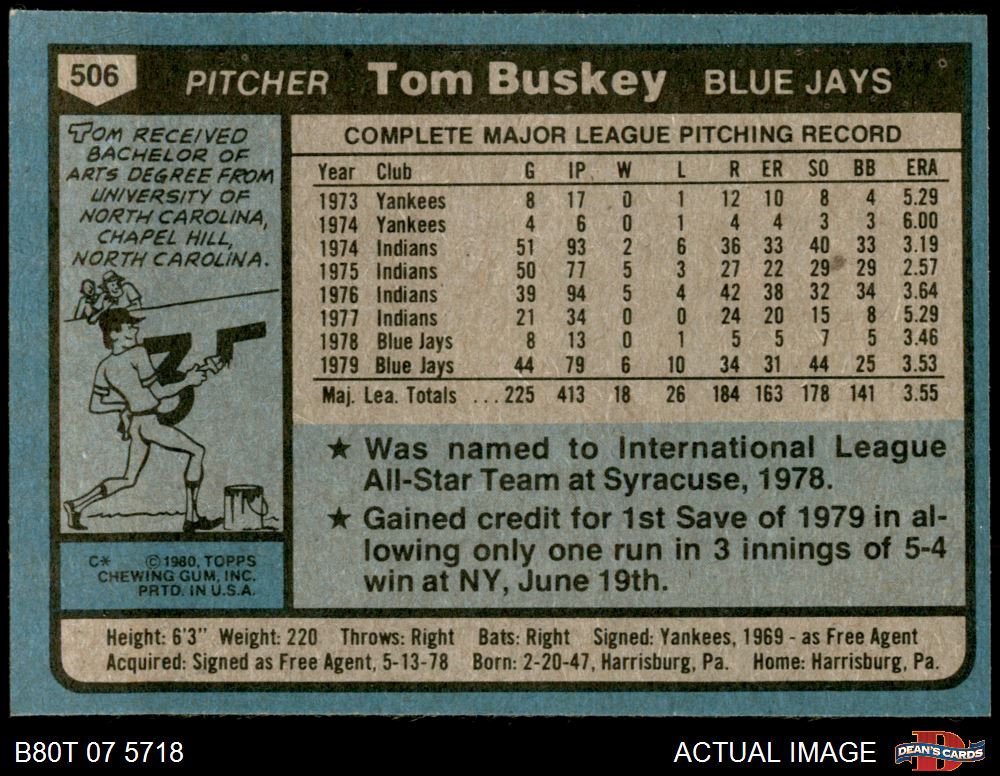 506 PITCHER Tom Buskey BLUE JAYS
TOM RECEIVED
BACHELOR OF
ARTS DEGREE FROM
UNIVERSITY OF
NORTH CAROLINA,
CHAPEL HILL,
NORTH CAROLINA.
C* ©1980, TOPPS
CHEWING GUM, INC.
PRTD. IN U.S.A.
COMPLETE MAJOR LEAGUE PITCHING RECORD
Year Club G IP W L R ER SO BB ERA
1973 Yankees 8 17 0 1 12 10 8 4 5.29
1974 Yankees 4 6 0 1 4 4 3 3 6.00
1974 Indians 51 93 2 6 36 33 40 33 3.19
1975 Indians 50 77 5 3 27 22 29 29 2.57
1976 Indians 39 94 5 4 42 38 32 34 3.64
1977 Indians 21 34 0 0 24 20 15 8 5.29
1978 Blue Jays 8 13 0 1 5 5 7 5 3.46
1979 Blue Jays 44 79 6 10 34 31 44 25 3.53
Maj. Lea. Totals ... 225 413 18 26 184 163 178 141 3.55
★ Was named to International League
All-Star Team at Syracuse, 1978.
★ Gained credit for 1st Save of 1979 in al-
lowing only one run in 3 innings of 5-4
win at NY, June 19th.
Height: 6'3" Weight: 220 Throws: Right Bats: Right Signed: Yankees, 1969 - as Free Agent
Acquired: Signed as Free Agent, 5-13-78 Born: 2-20-47, Harrisburg, Pa. Home: Harrisburg, Pa.
B80T 07 5718 ACTUAL IMAGE DEAN'S CARDS